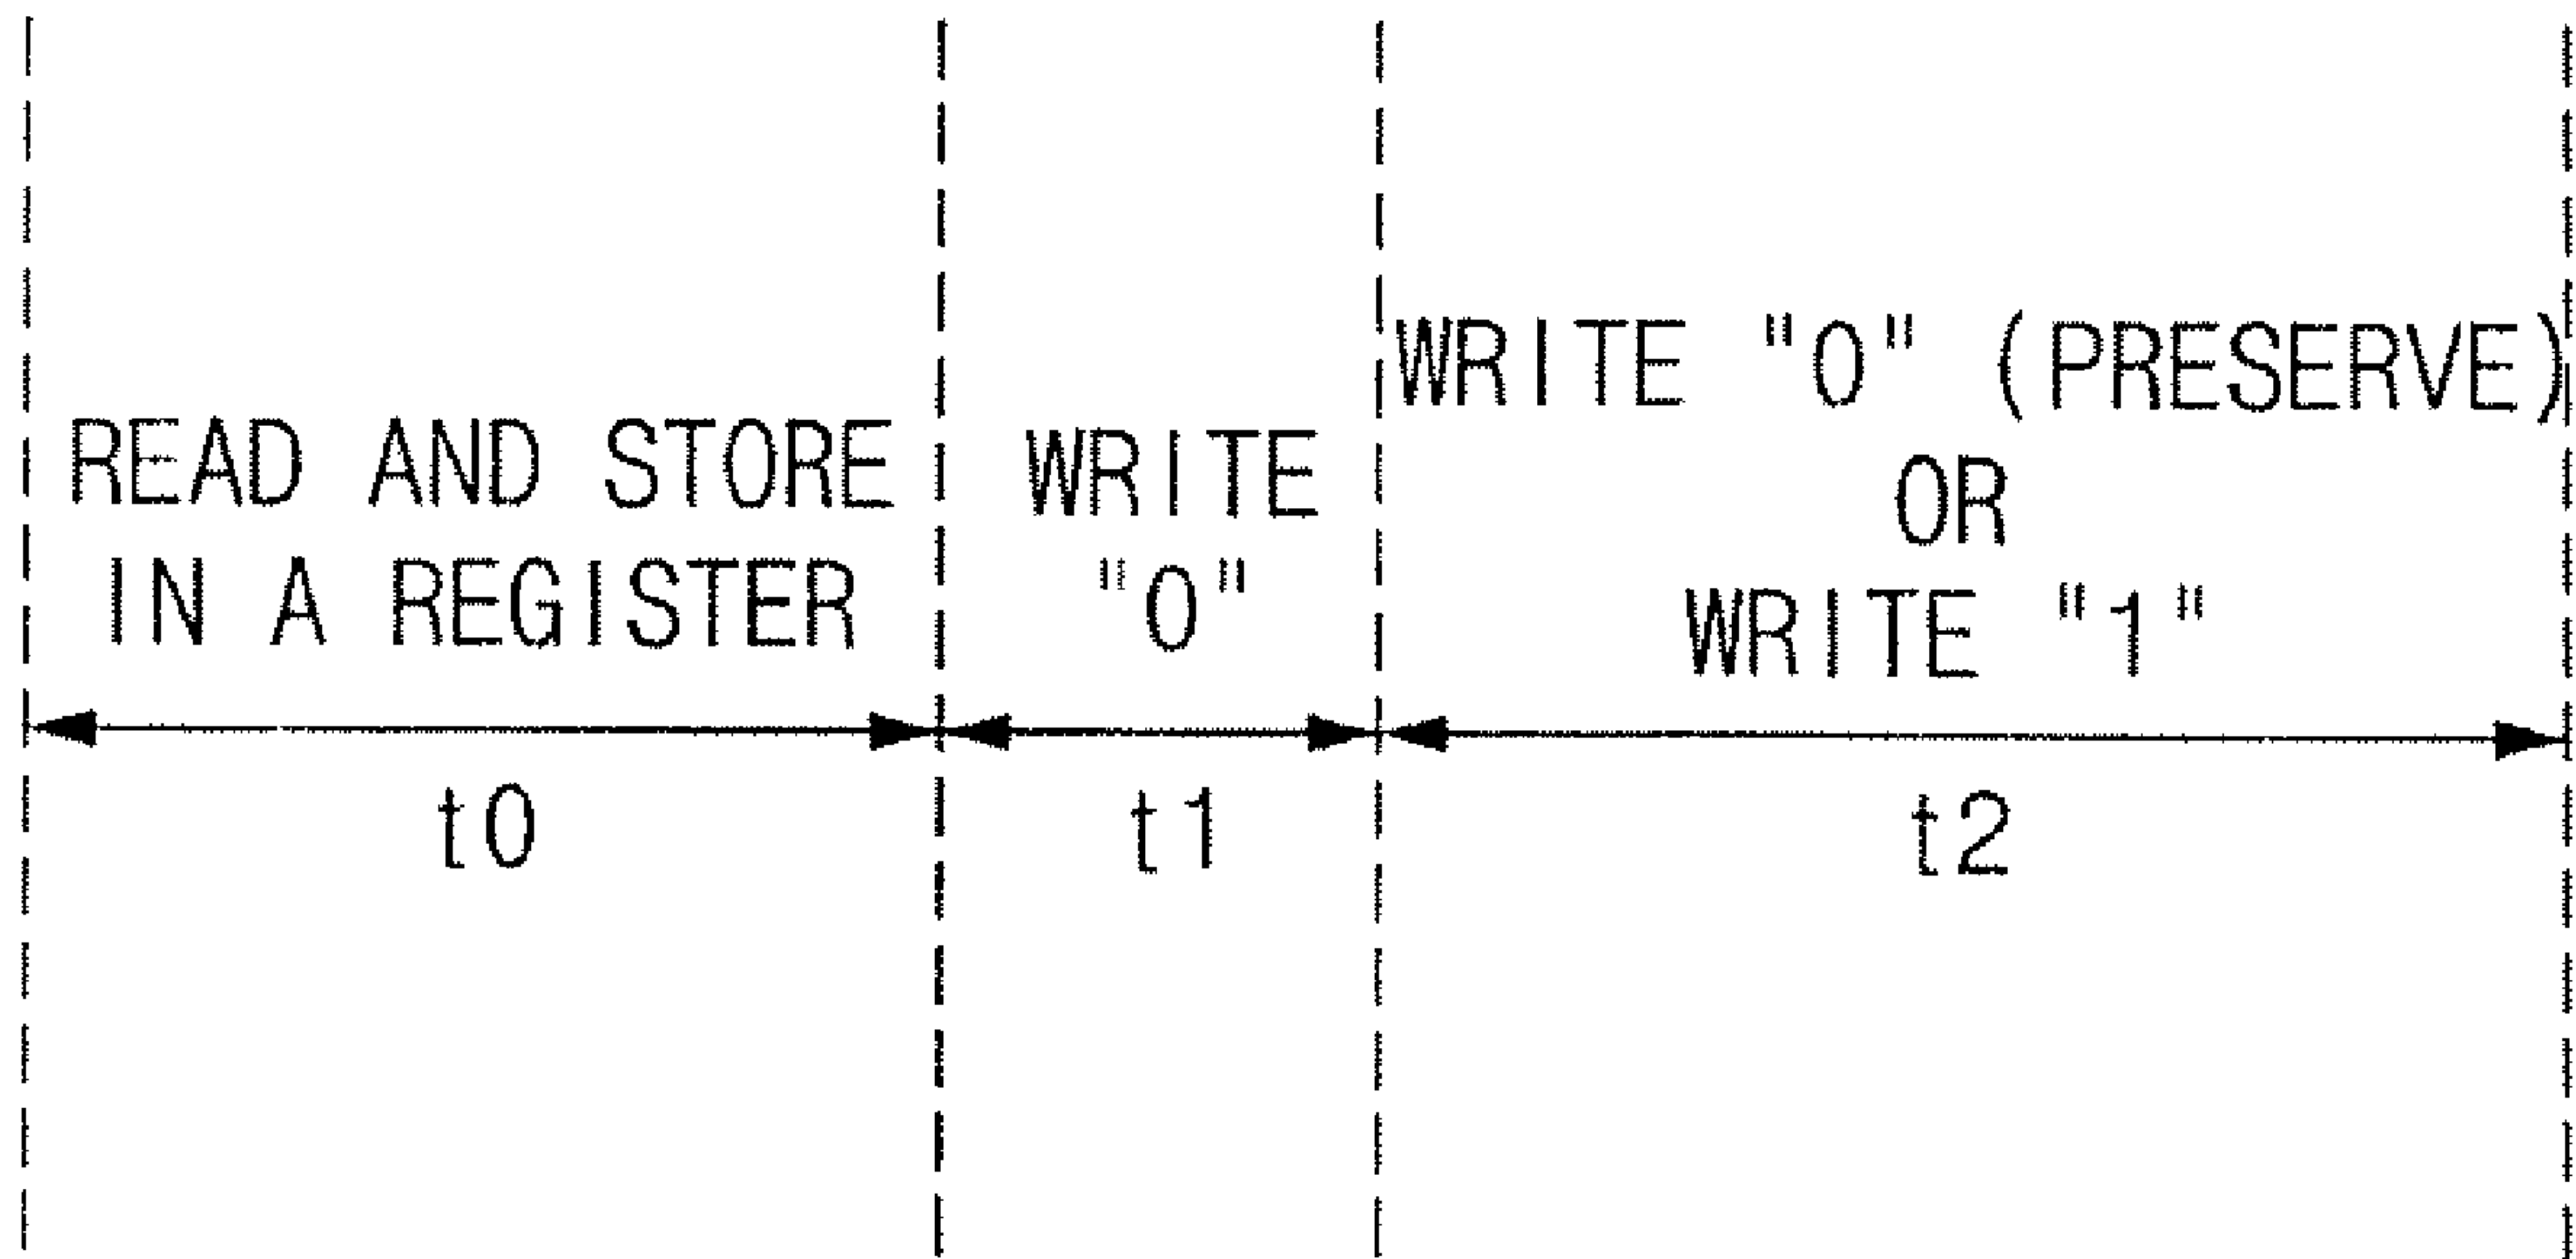 READ AND STORE
IN A REGISTER
t0
WRITE
"0"
t1
WRITE "0" (PRESERVE)
OR
WRITE "1"
t2